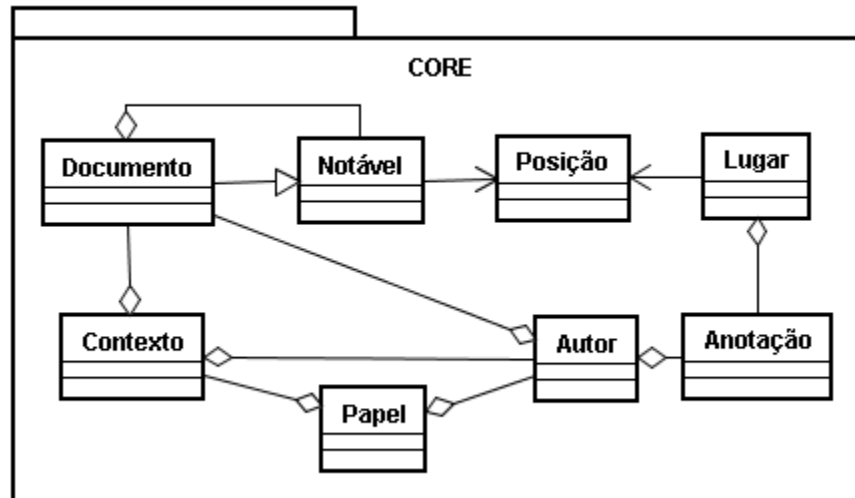 CORE
Documento
Notável
Posição
Lugar
Contexto
Papel
Autor
Anotação